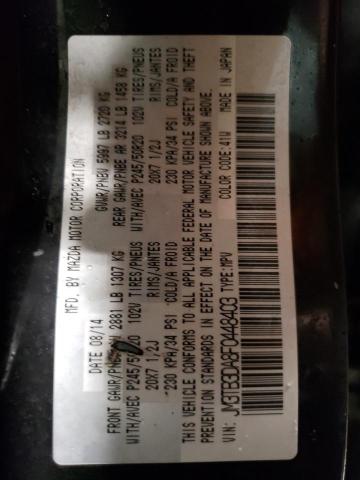 MFD. BY MAZDA MOTOR CORPORATION
DATE 08/14 GVWR/PNBV 5997 LB 2720 KG
FRONT GAWR/PNBE AV 2881 LB 1307 KG REAR GAWR/PNBE AR 3214 LB 1458 KG
WITH/AVEC P245/50R20 102V TIRES/PNEUS WITH/AVEC P245/50R20 102V TIRES/PNEUS
20X7 1/2J RIMS/JANTES 20X7 1/2J RIMS/JANTES
230 KPA/34 PSI COLD/A FROID 230 KPA/34 PSI COLD/A FROID
THIS VEHICLE CONFORMS TO ALL APPLICABLE FEDERAL MOTOR VEHICLE SAFETY AND THEFT
PREVENTION STANDARDS IN EFFECT ON THE DATE OF MANUFACTURE SHOWN ABOVE.
VIN: JM3TB3DA8F0448403 TYPE:MPV COLOR CODE:41W MADE IN JAPAN